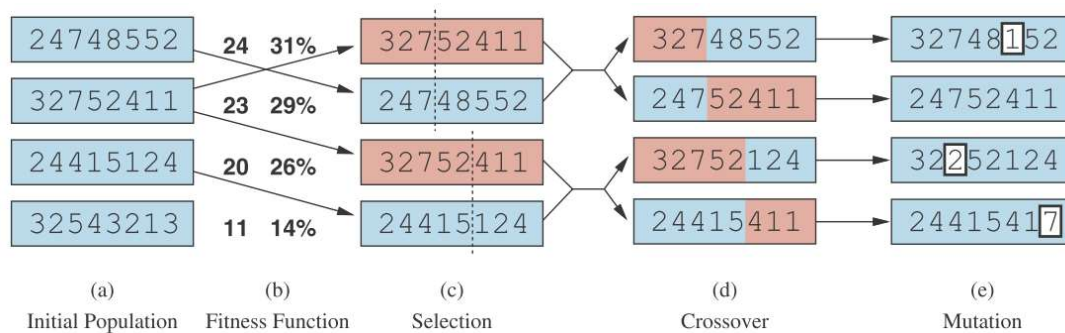 24748552 24 31% 32752411 32748552 32748152
32752411 23 29% 24748552 24752411 24752411
24415124 20 26% 32752411 32752124 32252124
32543213 11 14% 24415124 24415411 24415417
(a) (b) (c) (d) (e)
Initial Population Fitness Function Selection Crossover Mutation